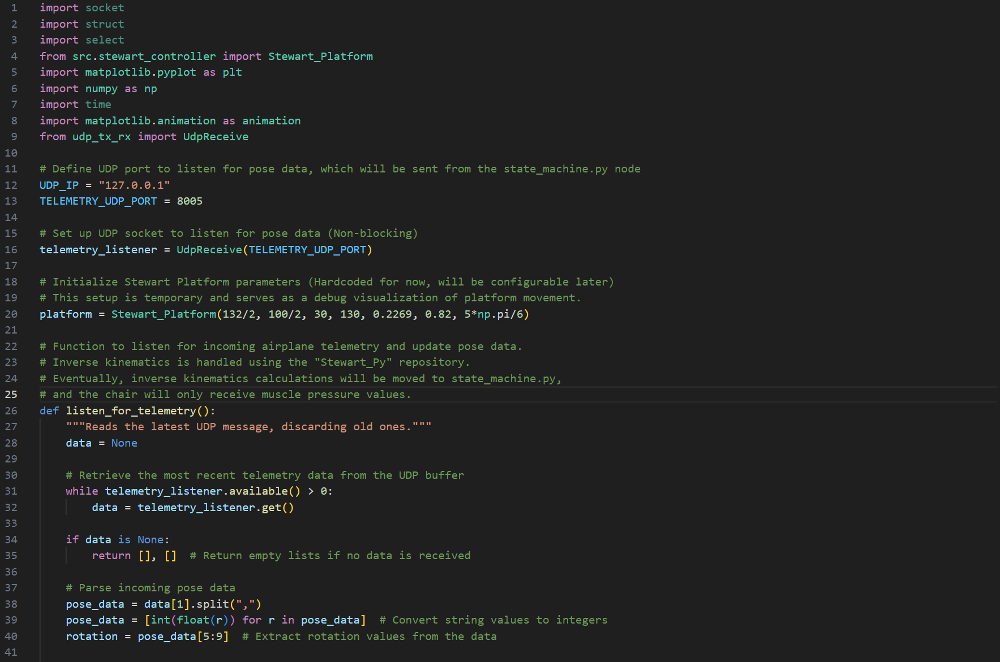 1 import socket
2 import struct
3 import select
4 from src.stewart_controller import Stewart_Platform
5 import matplotlib.pyplot as plt
6 import numpy as np
7 import time
8 import matplotlib.animation as animation
9 from udp_tx_rx import UdpReceive
10
11 # Define UDP port to listen for pose data, which will be sent from the state_machine.py node
12 UDP_IP = "127.0.0.1"
13 TELEMETRY_UDP_PORT = 8005
14
15 # Set up UDP socket to listen for pose data (Non-blocking)
16 telemetry_listener = UdpReceive(TELEMETRY_UDP_PORT)
17
18 # Initialize Stewart Platform parameters (Hardcoded for now, will be configurable later)
19 # This setup is temporary and serves as a debug visualization of platform movement.
20 platform = Stewart_Platform(132/2, 100/2, 30, 130, 0.2269, 0.82, 5*np.pi/6)
21
22 # Function to listen for incoming airplane telemetry and update pose data.
23 # Inverse kinematics is handled using the "Stewart_Py" repository.
24 # Eventually, inverse kinematics calculations will be moved to state_machine.py,
25 # and the chair will only receive muscle pressure values.
26 def listen_for_telemetry():
27     """Reads the latest UDP message, discarding old ones."""
28     data = None
29
30     # Retrieve the most recent telemetry data from the UDP buffer
31     while telemetry_listener.available() > 0:
32         data = telemetry_listener.get()
33
34     if data is None:
35         return [], []  # Return empty lists if no data is received
36
37     # Parse incoming pose data
38     pose_data = data[1].split(",")
39     pose_data = [int(float(r)) for r in pose_data]  # Convert string values to integers
40     rotation = pose_data[5:9]  # Extract rotation values from the data
41